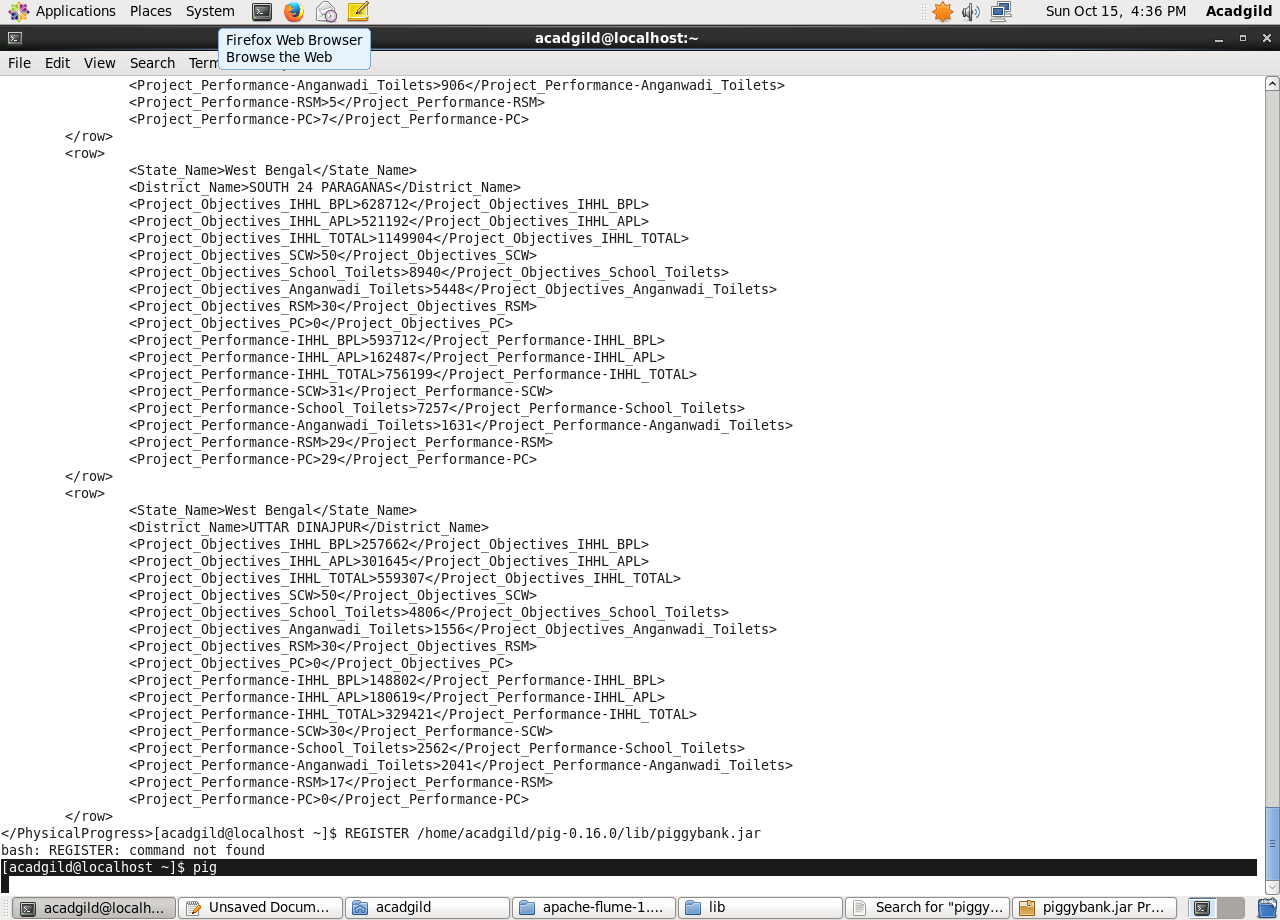 Applications Places System Sun Oct 15, 4:36 PM Acadgild
acadgild@localhost:~
Firefox Web Browser
Browse the Web
File Edit View Search
<Project_Performance-Anganwadi_Toilets>906</Project_Performance-Anganwadi_Toilets>
<Project_Performance-RSM>5</Project_Performance-RSM>
<Project_Performance-PC>7</Project_Performance-PC>
</row>
<row>
<State_Name>West Bengal</State_Name>
<District_Name>SOUTH 24 PARAGANAS</District_Name>
<Project_Objectives_IHHL_BPL>628712</Project_Objectives_IHHL_BPL>
<Project_Objectives_IHHL_APL>521192</Project_Objectives_IHHL_APL>
<Project_Objectives_IHHL_TOTAL>1149904</Project_Objectives_IHHL_TOTAL>
<Project_Objectives_SCW>50</Project_Objectives_SCW>
<Project_Objectives_School_Toilets>8940</Project_Objectives_School_Toilets>
<Project_Objectives_Anganwadi_Toilets>5448</Project_Objectives_Anganwadi_Toilets>
<Project_Objectives_RSM>30</Project_Objectives_RSM>
<Project_Objectives_PC>0</Project_Objectives_PC>
<Project_Performance-IHHL_BPL>593712</Project_Performance-IHHL_BPL>
<Project_Performance-IHHL_APL>162487</Project_Performance-IHHL_APL>
<Project_Performance-IHHL_TOTAL>756199</Project_Performance-IHHL_TOTAL>
<Project_Performance-SCW>31</Project_Performance-SCW>
<Project_Performance-School_Toilets>7257</Project_Performance-School_Toilets>
<Project_Performance-Anganwadi_Toilets>1631</Project_Performance-Anganwadi_Toilets>
<Project_Performance-RSM>29</Project_Performance-RSM>
<Project_Performance-PC>29</Project_Performance-PC>
</row>
<row>
<State_Name>West Bengal</State_Name>
<District_Name>UTTAR DINAJPUR</District_Name>
<Project_Objectives_IHHL_BPL>257662</Project_Objectives_IHHL_BPL>
<Project_Objectives_IHHL_APL>301645</Project_Objectives_IHHL_APL>
<Project_Objectives_IHHL_TOTAL>559307</Project_Objectives_IHHL_TOTAL>
<Project_Objectives_SCW>50</Project_Objectives_SCW>
<Project_Objectives_School_Toilets>4806</Project_Objectives_School_Toilets>
<Project_Objectives_Anganwadi_Toilets>1556</Project_Objectives_Anganwadi_Toilets>
<Project_Objectives_RSM>30</Project_Objectives_RSM>
<Project_Objectives_PC>0</Project_Objectives_PC>
<Project_Performance-IHHL_BPL>148802</Project_Performance-IHHL_BPL>
<Project_Performance-IHHL_APL>180619</Project_Performance-IHHL_APL>
<Project_Performance-IHHL_TOTAL>329421</Project_Performance-IHHL_TOTAL>
<Project_Performance-SCW>30</Project_Performance-SCW>
<Project_Performance-School_Toilets>2562</Project_Performance-School_Toilets>
<Project_Performance-Anganwadi_Toilets>2041</Project_Performance-Anganwadi_Toilets>
<Project_Performance-RSM>17</Project_Performance-RSM>
<Project_Performance-PC>0</Project_Performance-PC>
</row>
</PhysicalProgress>[acadgild@localhost ~]$ REGISTER /home/acadgild/pig-0.16.0/lib/piggybank.jar
bash: REGISTER: command not found
[acadgild@localhost ~]$ pig
acadgild@localh... Unsaved Docum... acadgild apache-flume-1.... lib Search for "piggy... piggybank.jar Pr...